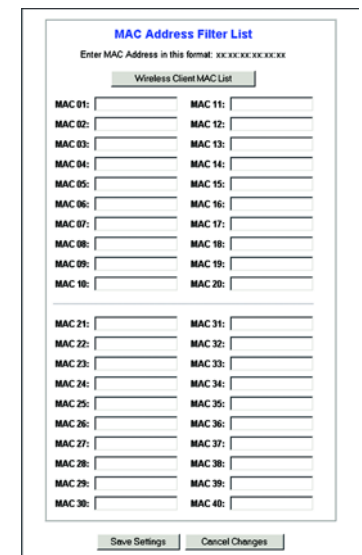 MAC Address Filter List
Enter MAC Address in this format: xx:xx:xx:xx:xx:xx
Wireless Client MAC List
MAC 01: MAC 11:
MAC 02: MAC 12:
MAC 03: MAC 13:
MAC 04: MAC 14:
MAC 05: MAC 15:
MAC 06: MAC 16:
MAC 07: MAC 17:
MAC 08: MAC 18:
MAC 09: MAC 19:
MAC 10: MAC 20:
MAC 21: MAC 31:
MAC 22: MAC 32:
MAC 23: MAC 33:
MAC 24: MAC 34:
MAC 25: MAC 35:
MAC 26: MAC 36:
MAC 27: MAC 37:
MAC 28: MAC 38:
MAC 29: MAC 39:
MAC 30: MAC 40:
Save Settings Cancel Changes